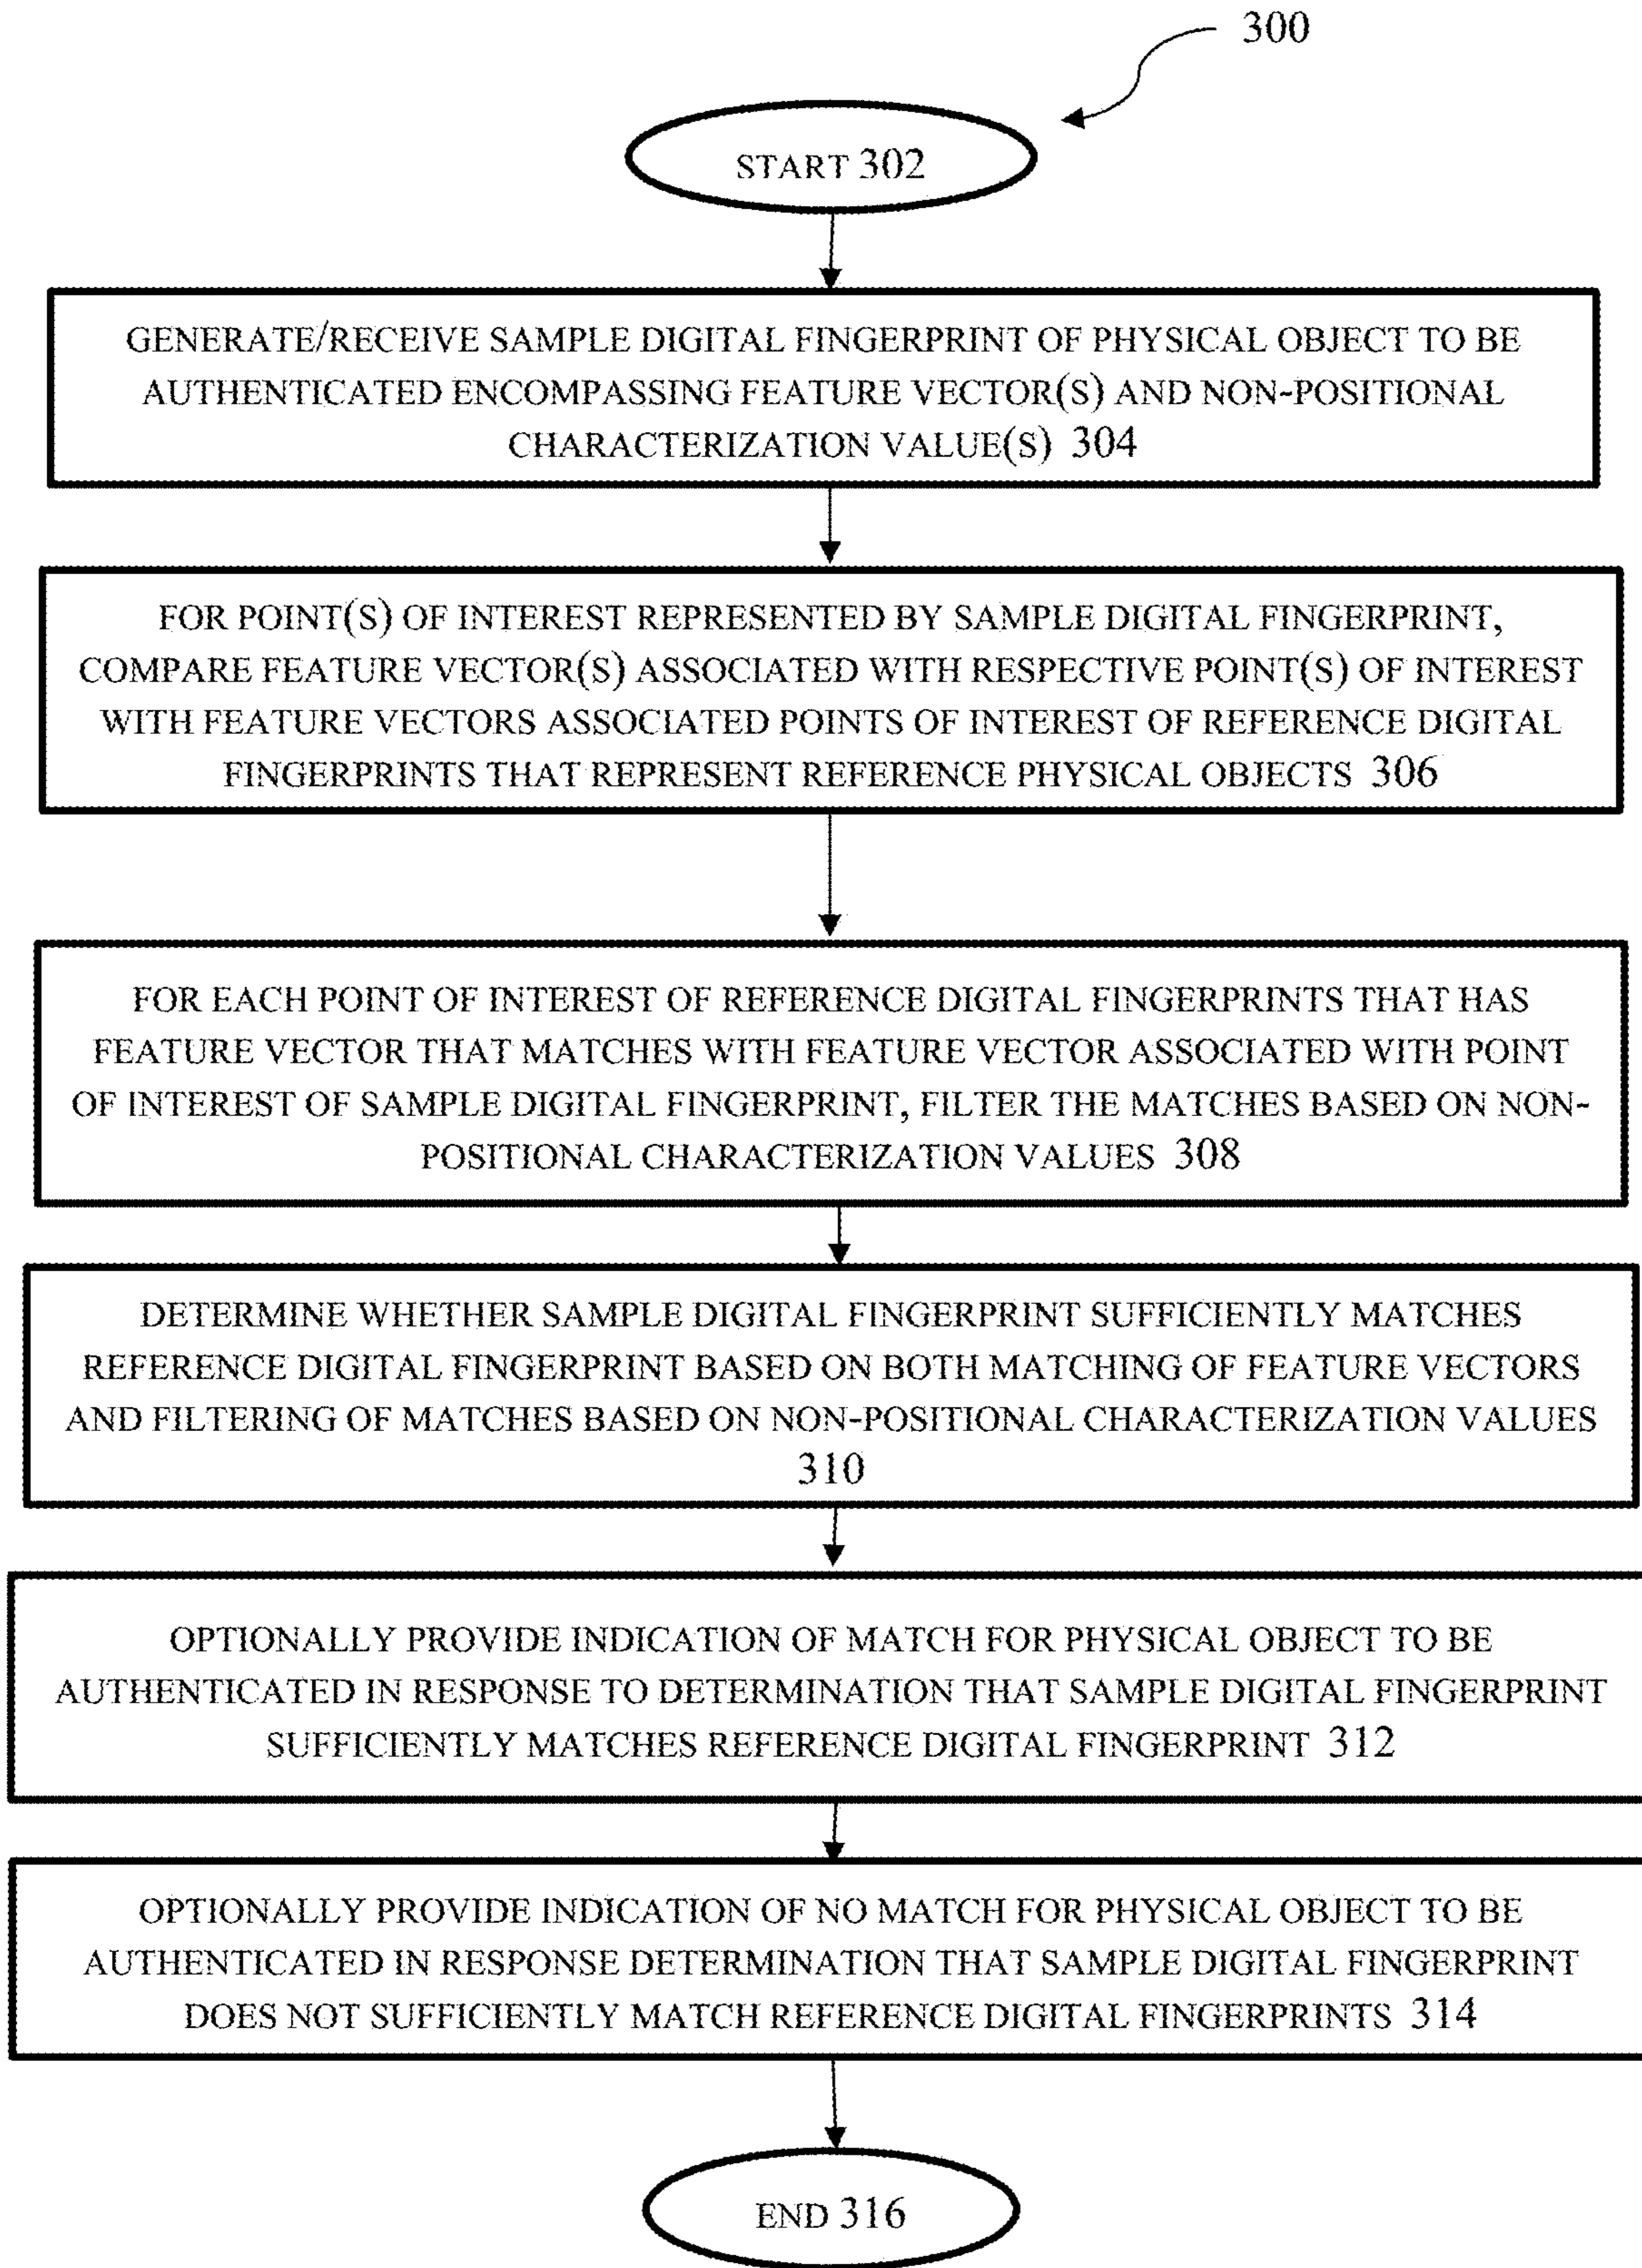 300
START 302
GENERATE/RECEIVE SAMPLE DIGITAL FINGERPRINT OF PHYSICAL OBJECT TO BE
AUTHENTICATED ENCOMPASSING FEATURE VECTOR(S) AND NON-POSITIONAL
CHARACTERIZATION VALUE(S) 304
FOR POINT(S) OF INTEREST REPRESENTED BY SAMPLE DIGITAL FINGERPRINT,
COMPARE FEATURE VECTOR(S) ASSOCIATED WITH RESPECTIVE POINT(S) OF INTEREST
WITH FEATURE VECTORS ASSOCIATED POINTS OF INTEREST OF REFERENCE DIGITAL
FINGERPRINTS THAT REPRESENT REFERENCE PHYSICAL OBJECTS 306
FOR EACH POINT OF INTEREST OF REFERENCE DIGITAL FINGERPRINTS THAT HAS
FEATURE VECTOR THAT MATCHES WITH FEATURE VECTOR ASSOCIATED WITH POINT
OF INTEREST OF SAMPLE DIGITAL FINGERPRINT, FILTER THE MATCHES BASED ON NON-
POSITIONAL CHARACTERIZATION VALUES 308
DETERMINE WHETHER SAMPLE DIGITAL FINGERPRINT SUFFICIENTLY MATCHES
REFERENCE DIGITAL FINGERPRINT BASED ON BOTH MATCHING OF FEATURE VECTORS
AND FILTERING OF MATCHES BASED ON NON-POSITIONAL CHARACTERIZATION VALUES
310
OPTIONALLY PROVIDE INDICATION OF MATCH FOR PHYSICAL OBJECT TO BE
AUTHENTICATED IN RESPONSE TO DETERMINATION THAT SAMPLE DIGITAL FINGERPRINT
SUFFICIENTLY MATCHES REFERENCE DIGITAL FINGERPRINT 312
OPTIONALLY PROVIDE INDICATION OF NO MATCH FOR PHYSICAL OBJECT TO BE
AUTHENTICATED IN RESPONSE DETERMINATION THAT SAMPLE DIGITAL FINGERPRINT
DOES NOT SUFFICIENTLY MATCH REFERENCE DIGITAL FINGERPRINTS 314
END 316